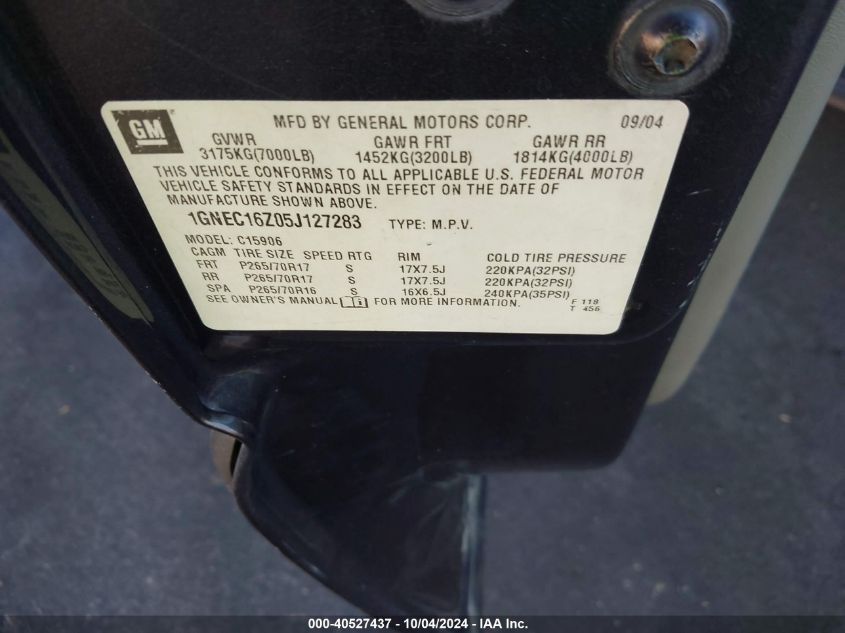 GM
MFD BY GENERAL MOTORS CORP. 09/04
GVWR GAWR FRT GAWR RR
3175KG(7000LB) 1452KG(3200LB) 1814KG(4000LB)
THIS VEHICLE CONFORMS TO ALL APPLICABLE U.S. FEDERAL MOTOR
VEHICLE SAFETY STANDARDS IN EFFECT ON THE DATE OF
MANUFACTURE SHOWN ABOVE.
1GNEC16Z05J127283 TYPE: M.P.V.
MODEL: C15906
CAGM TIRE SIZE SPEED RTG RIM COLD TIRE PRESSURE
FRT P265/70R17 S 17X7.5J 220KPA(32PSI)
RR P265/70R17 S 17X7.5J 220KPA(32PSI)
SPA P265/70R16 S 16X6.5J 240KPA(35PSI)
SEE OWNER'S MANUAL FOR MORE INFORMATION.
F 118
T 456
000-40527437 - 10/04/2024 - IAA Inc.